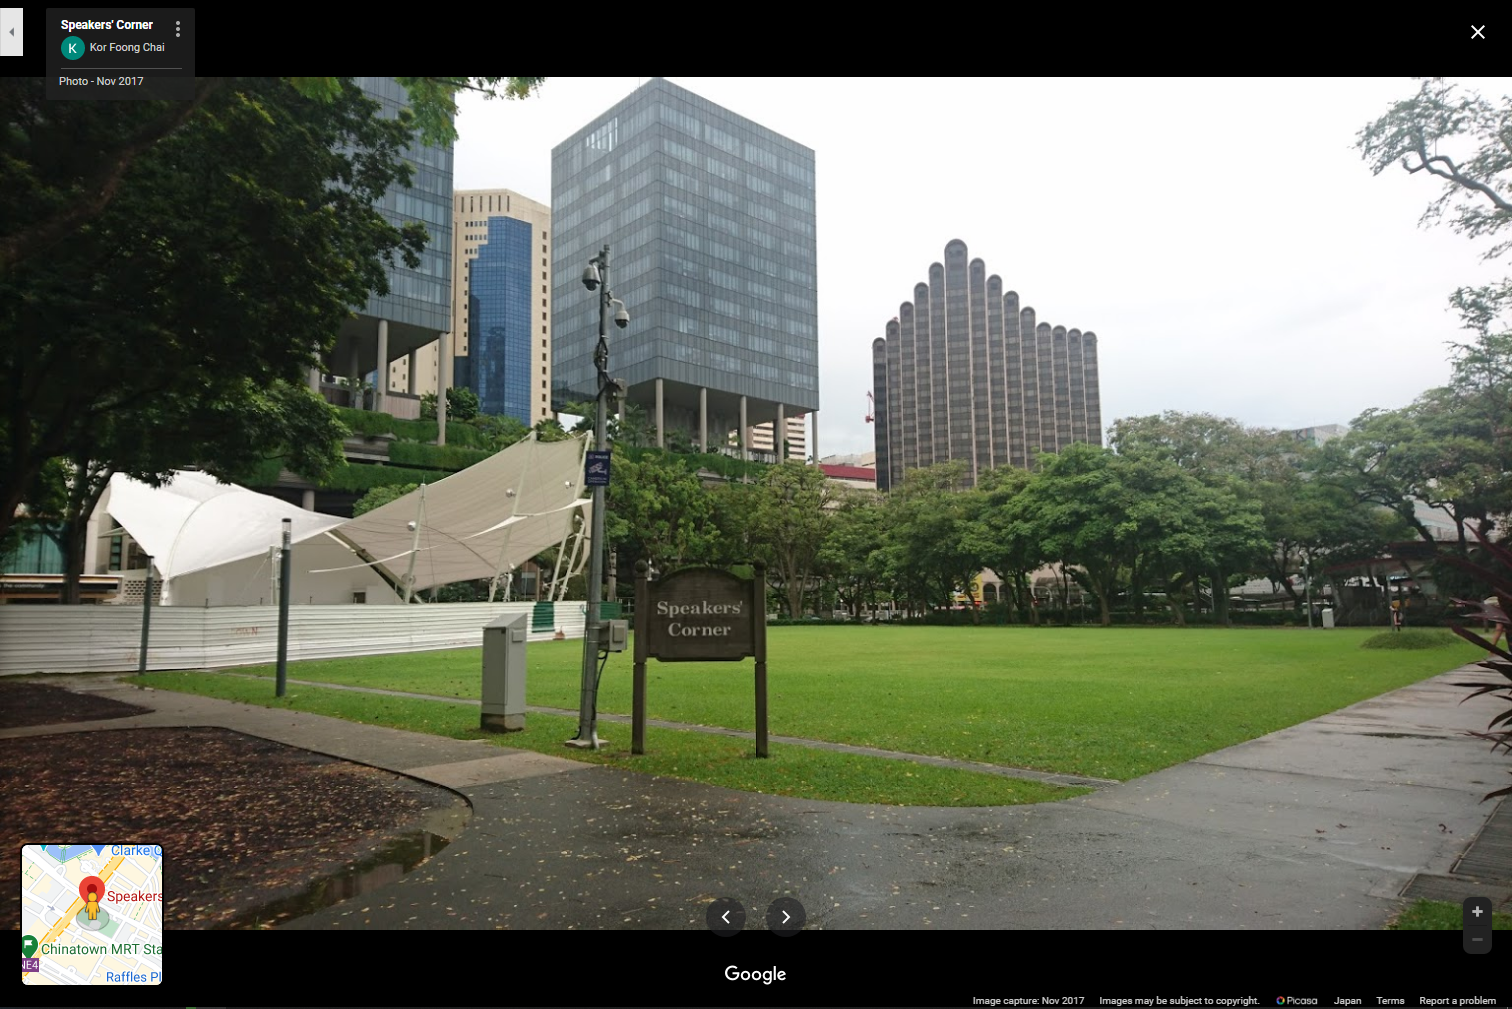 Speakers' Corner
K
Kor Foong Chai
Photo - Nov 2017
Speakers'
Corner
Clarke Q
Speakers
Chinatown MRT Sta
NE4
Raffles Pl
Google
Image capture: Nov 2017 Images may be subject to copyright. Picasa Japan Terms Report a problem